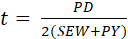 t = PD / 2(SEW+PY)